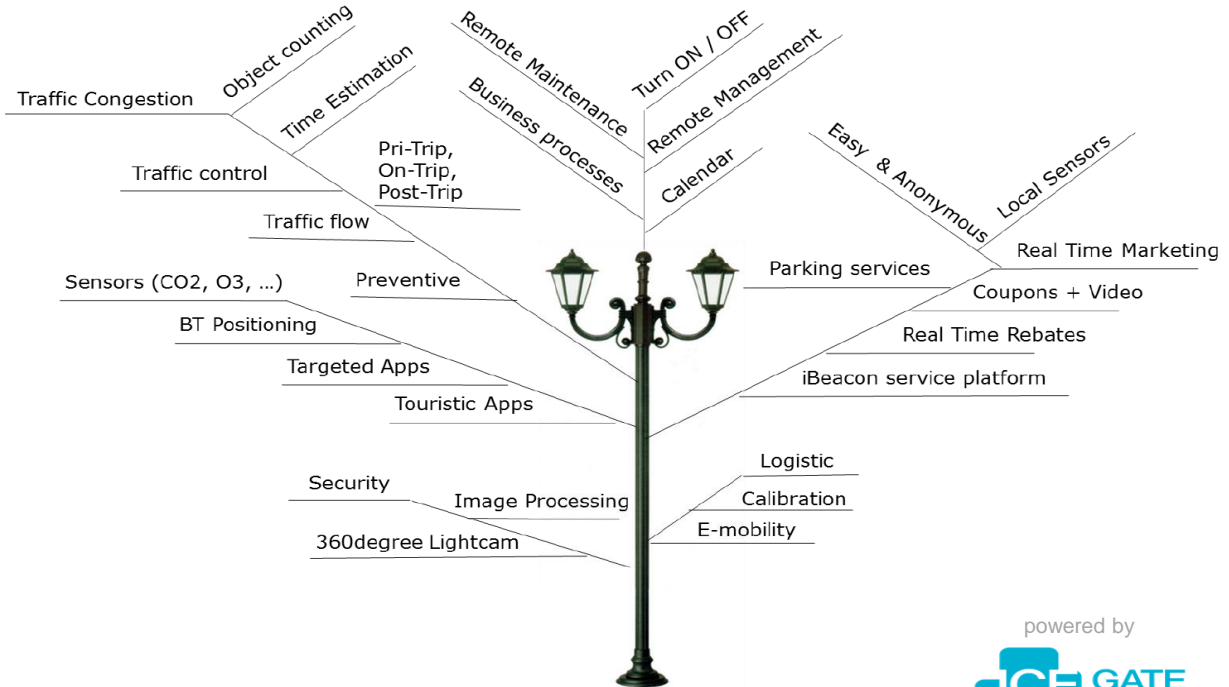 Object counting
Time Estimation
Traffic Congestion
Traffic control
Pri-Trip,
On-Trip,
Post-Trip
Traffic flow
Preventive
Sensors (CO2, O3, ...)
BT Positioning
Targeted Apps
Touristic Apps
Security
Image Processing
360degree Lightcam
Remote Maintenance
Business processes
Turn ON / OFF
Remote Management
Calendar
Easy & Anonymous
Local Sensors
Real Time Marketing
Parking services
Coupons + Video
Real Time Rebates
iBeacon service platform
Logistic
Calibration
E-mobility
powered by
GATE